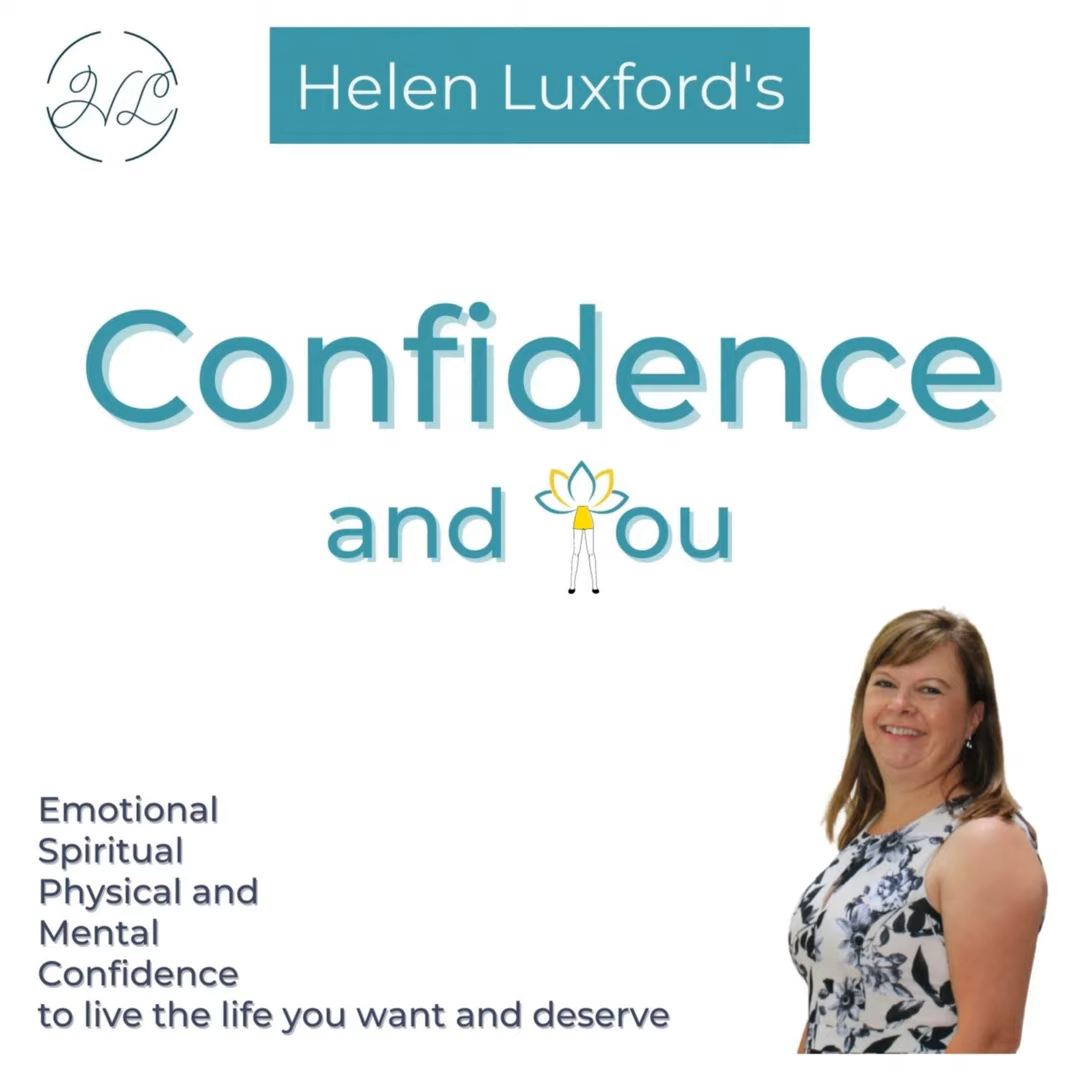 HL
Helen Luxford's
Confidence
and You
Emotional
Spiritual
Physical and
Mental
Confidence
to live the life you want and deserve